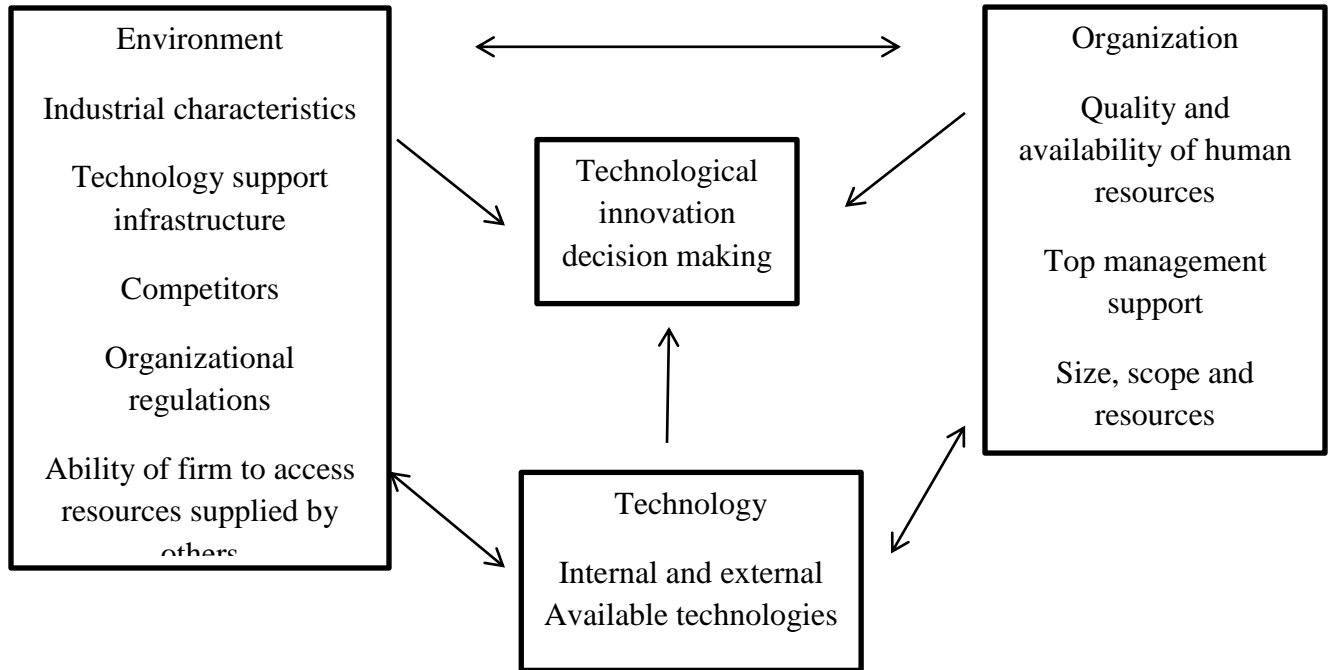 Environment
Industrial characteristics
Technology support
infrastructure
Competitors
Organizational
regulations
Ability of firm to access
resources supplied by
others
Technological
innovation
decision making
Organization
Quality and
availability of human
resources
Top management
support
Size, scope and
resources
Technology
Internal and external
Available technologies